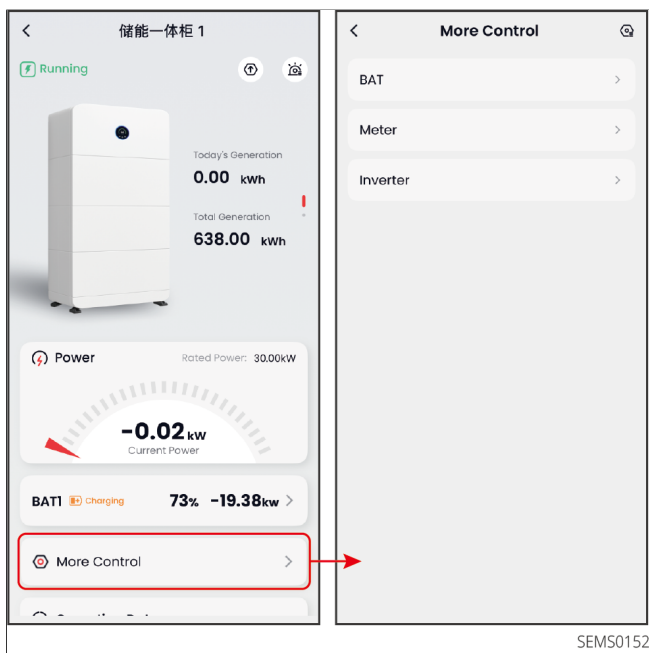 储能一体柜 1
Running
Today's Generation
0.00 kWh
Total Generation
638.00 kWh
Power
Rated Power: 30.00kW
-0.02 kW
Current Power
BAT1 Charging 73% -19.38kw
More Control
More Control
BAT
Meter
Inverter
SEMS0152